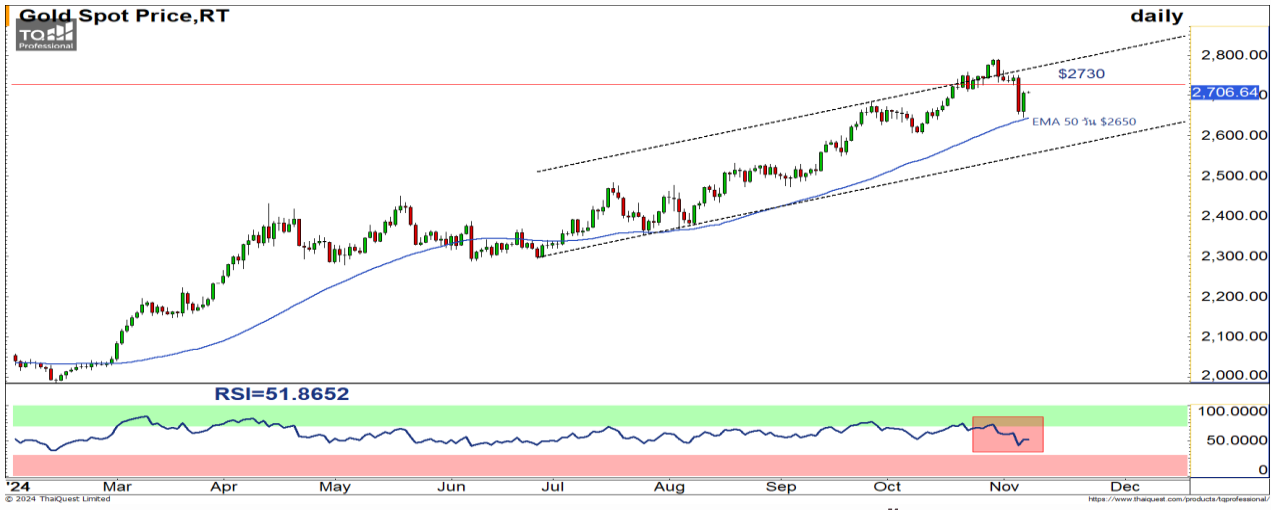 Gold Spot Price,RT
daily
TQ
Professional
2,800.00
$2730
2,706.64
EMA 50 วัน $2650
2,600.00
2,500.00
2,400.00
2,300.00
2,200.00
2,100.00
2,000.00
RSI=51.8652
100.0000
50.0000
0
'24 Mar Apr May Jun Jul Aug Sep Oct Nov Dec
© 2024 ThaiQuest Limited
https://www.thaiquest.com/products/tqprofessional/